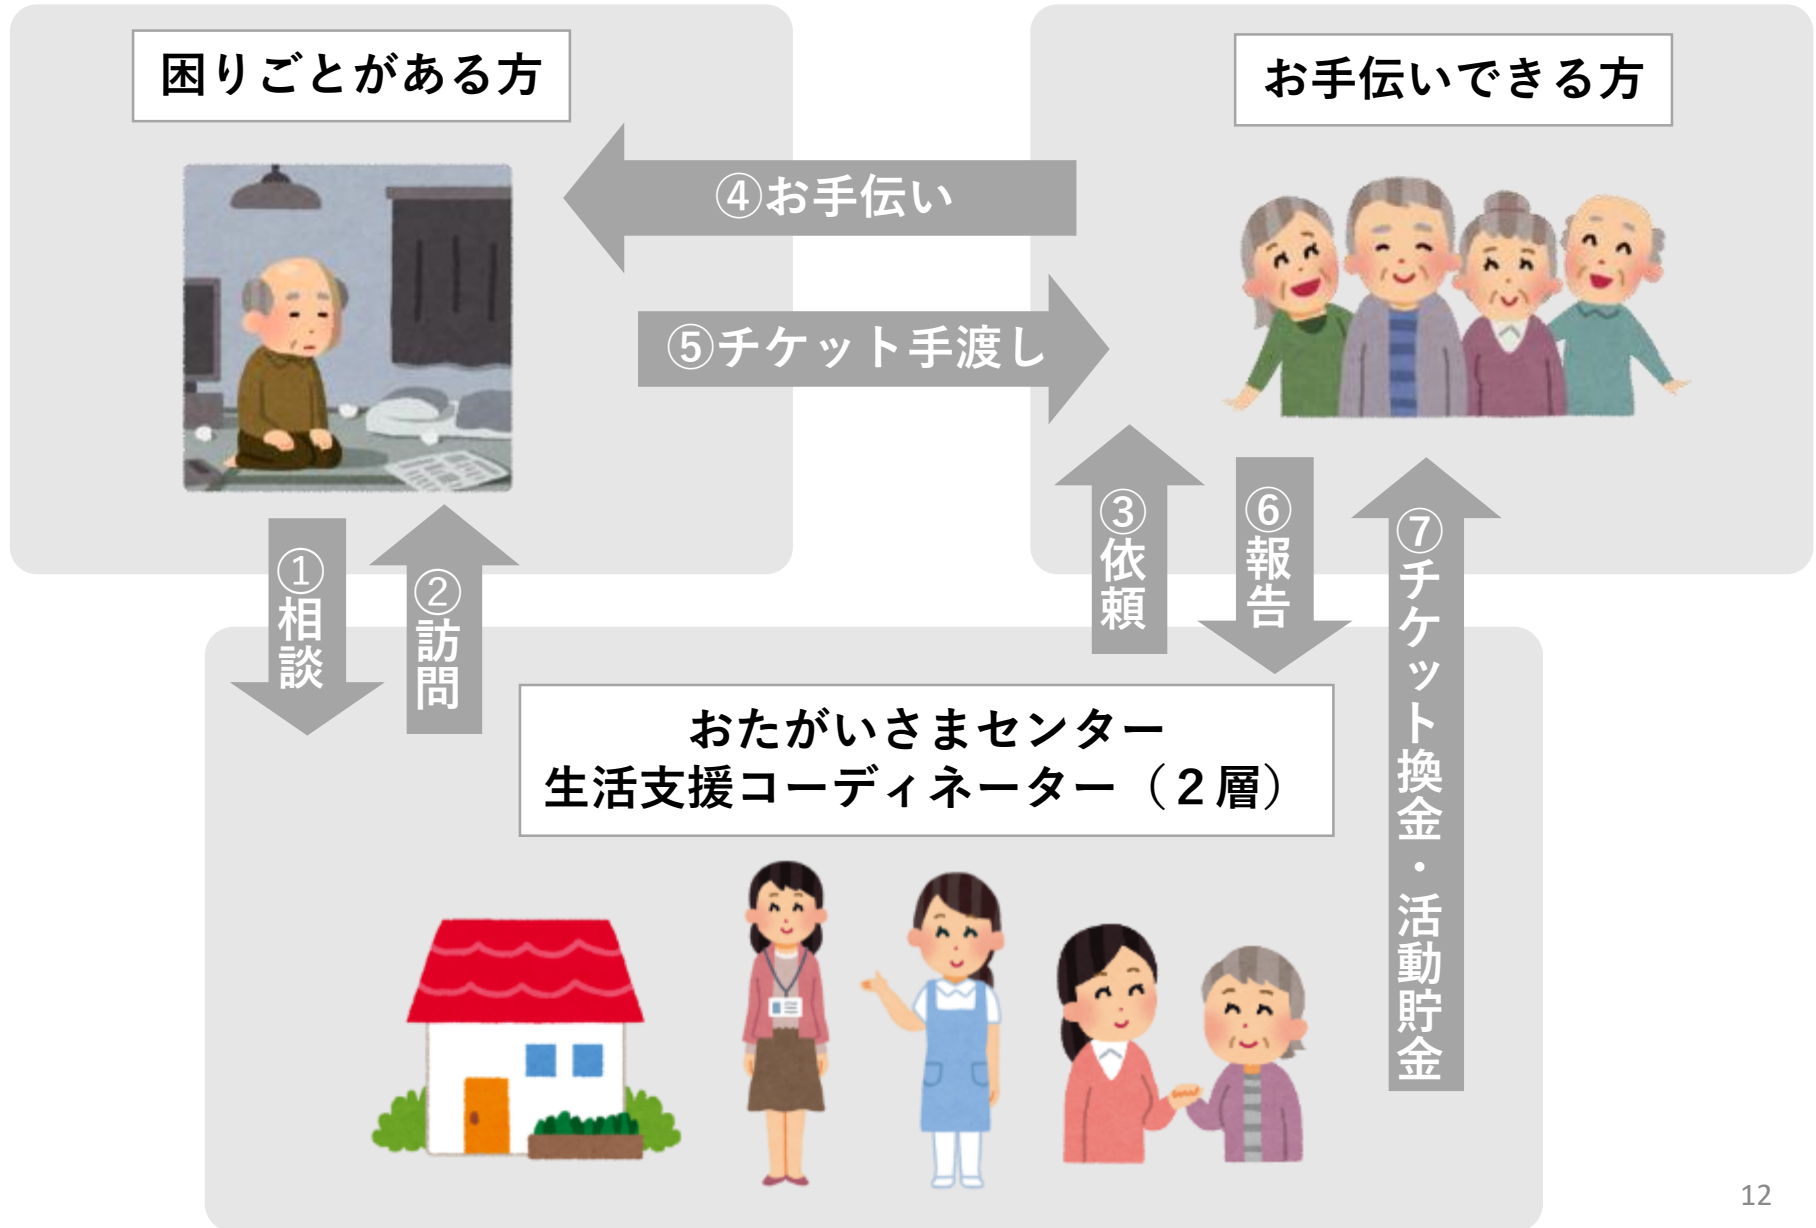 困りごとがある方
お手伝いできる方
④お手伝い
⑤チケット手渡し
①相談
②訪問
③依頼
⑥報告
⑦チケット換金・活動貯金
おたがいさまセンター
生活支援コーディネーター（２層）
12